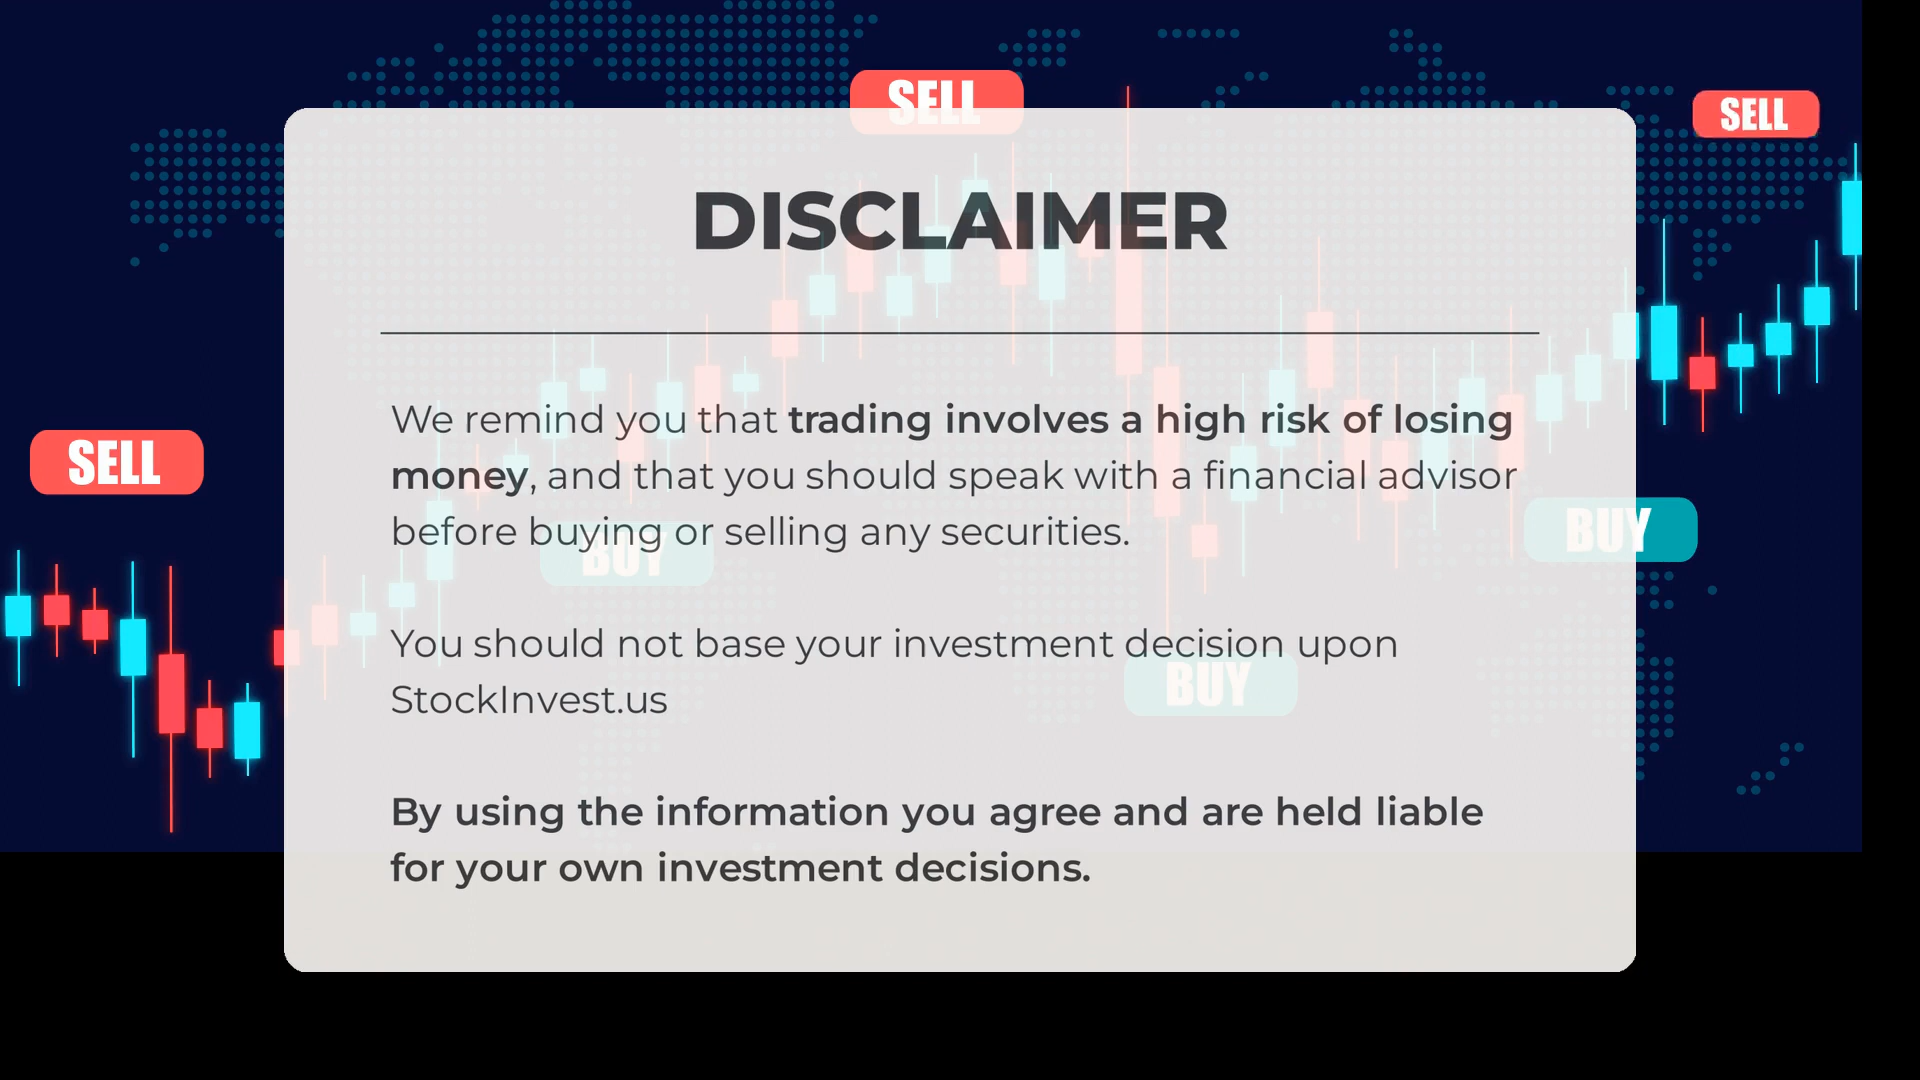 SELL
SELL
DISCLAIMER
SELL
We remind you that trading involves a high risk of losing
money, and that you should speak with a financial advisor
before buying or selling any securities.
BUY
BUY
You should not base your investment decision upon
StockInvest.us
BUY
By using the information you agree and are held liable
for your own investment decisions.